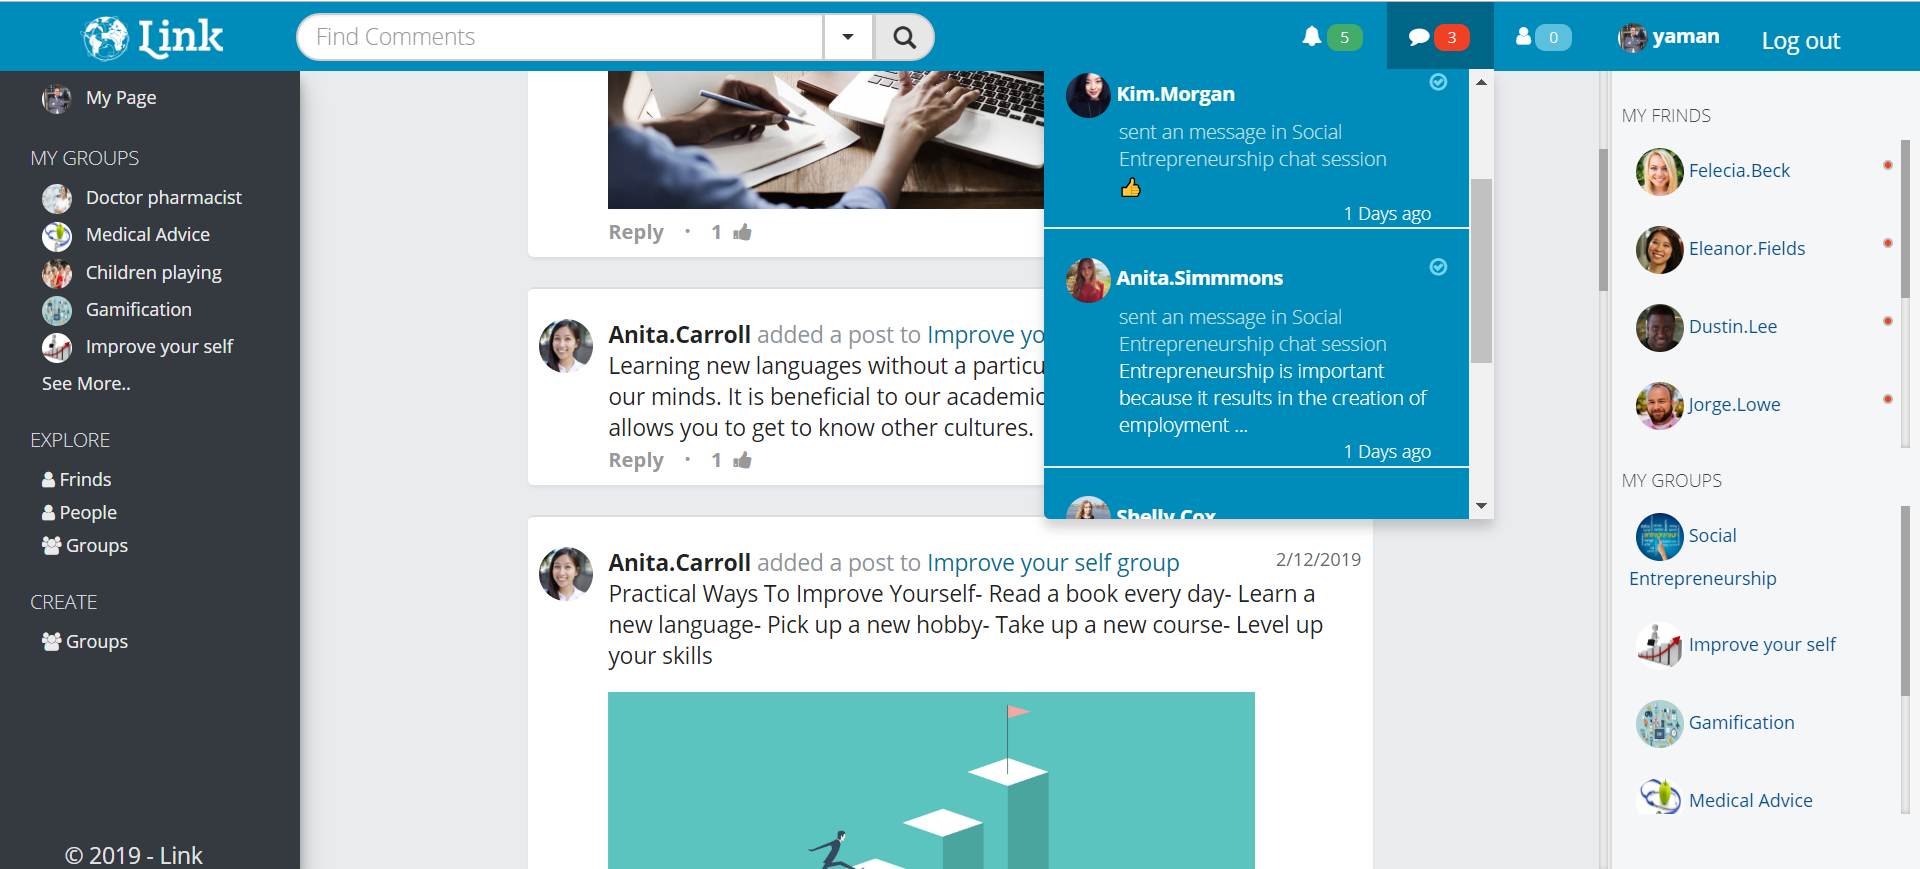 Link
Find Comments
5
3
0
yaman
Log out
My Page
MY GROUPS
Doctor pharmacist
Medical Advice
Children playing
Gamification
Improve your self
See More..
EXPLORE
Frinds
People
Groups
CREATE
Groups
© 2019 - Link
Reply · 1
Anita.Carroll added a post to Improve yo
Learning new languages without a particu
our minds. It is beneficial to our academic
allows you to get to know other cultures.
Reply · 1
Anita.Carroll added a post to Improve your self group
2/12/2019
Practical Ways To Improve Yourself- Read a book every day- Learn a
new language- Pick up a new hobby- Take up a new course- Level up
your skills
Kim.Morgan
sent an message in Social
Entrepreneurship chat session
👍
1 Days ago
Anita.Simmmons
sent an message in Social
Entrepreneurship chat session
Entrepreneurship is important
because it results in the creation of
employment ...
1 Days ago
Shelly.Cox
MY FRINDS
Felecia.Beck
Eleanor.Fields
Dustin.Lee
Jorge.Lowe
MY GROUPS
Social
Entrepreneurship
Improve your self
Gamification
Medical Advice